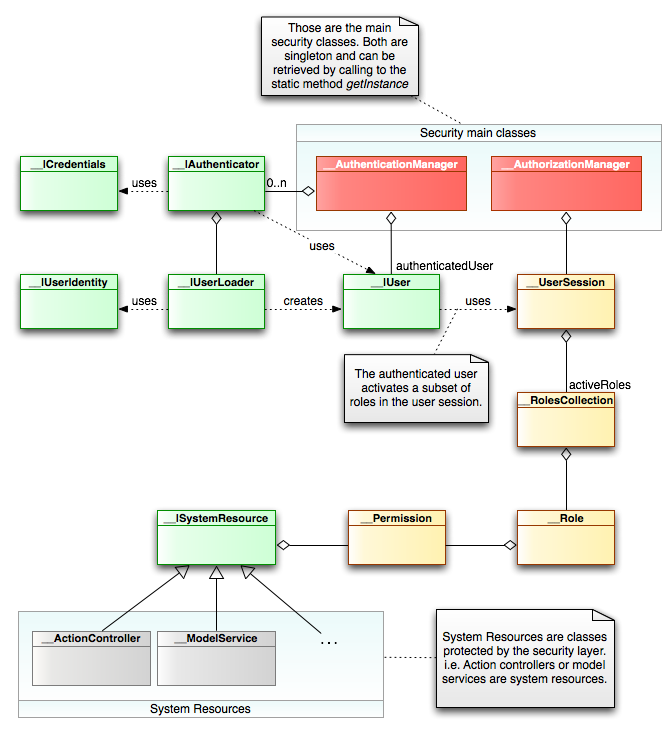 Those are the main
security classes. Both are
singleton and can be
retrieved by calling to the
static method getInstance
Security main classes
__ICredentials
__IAuthenticator
__AuthenticationManager
__AuthorizationManager
uses
0..n
uses
authenticatedUser
__IUserIdentity
__IUserLoader
__IUser
__UserSession
uses
creates
uses
The authenticated user
activates a subset of
roles in the user session.
activeRoles
__RolesCollection
__ISystemResource
__Permission
__Role
__ActionController
__ModelService
...
System Resources
System Resources are classes
protected by the security layer.
i.e. Action controllers or model
services are system resources.